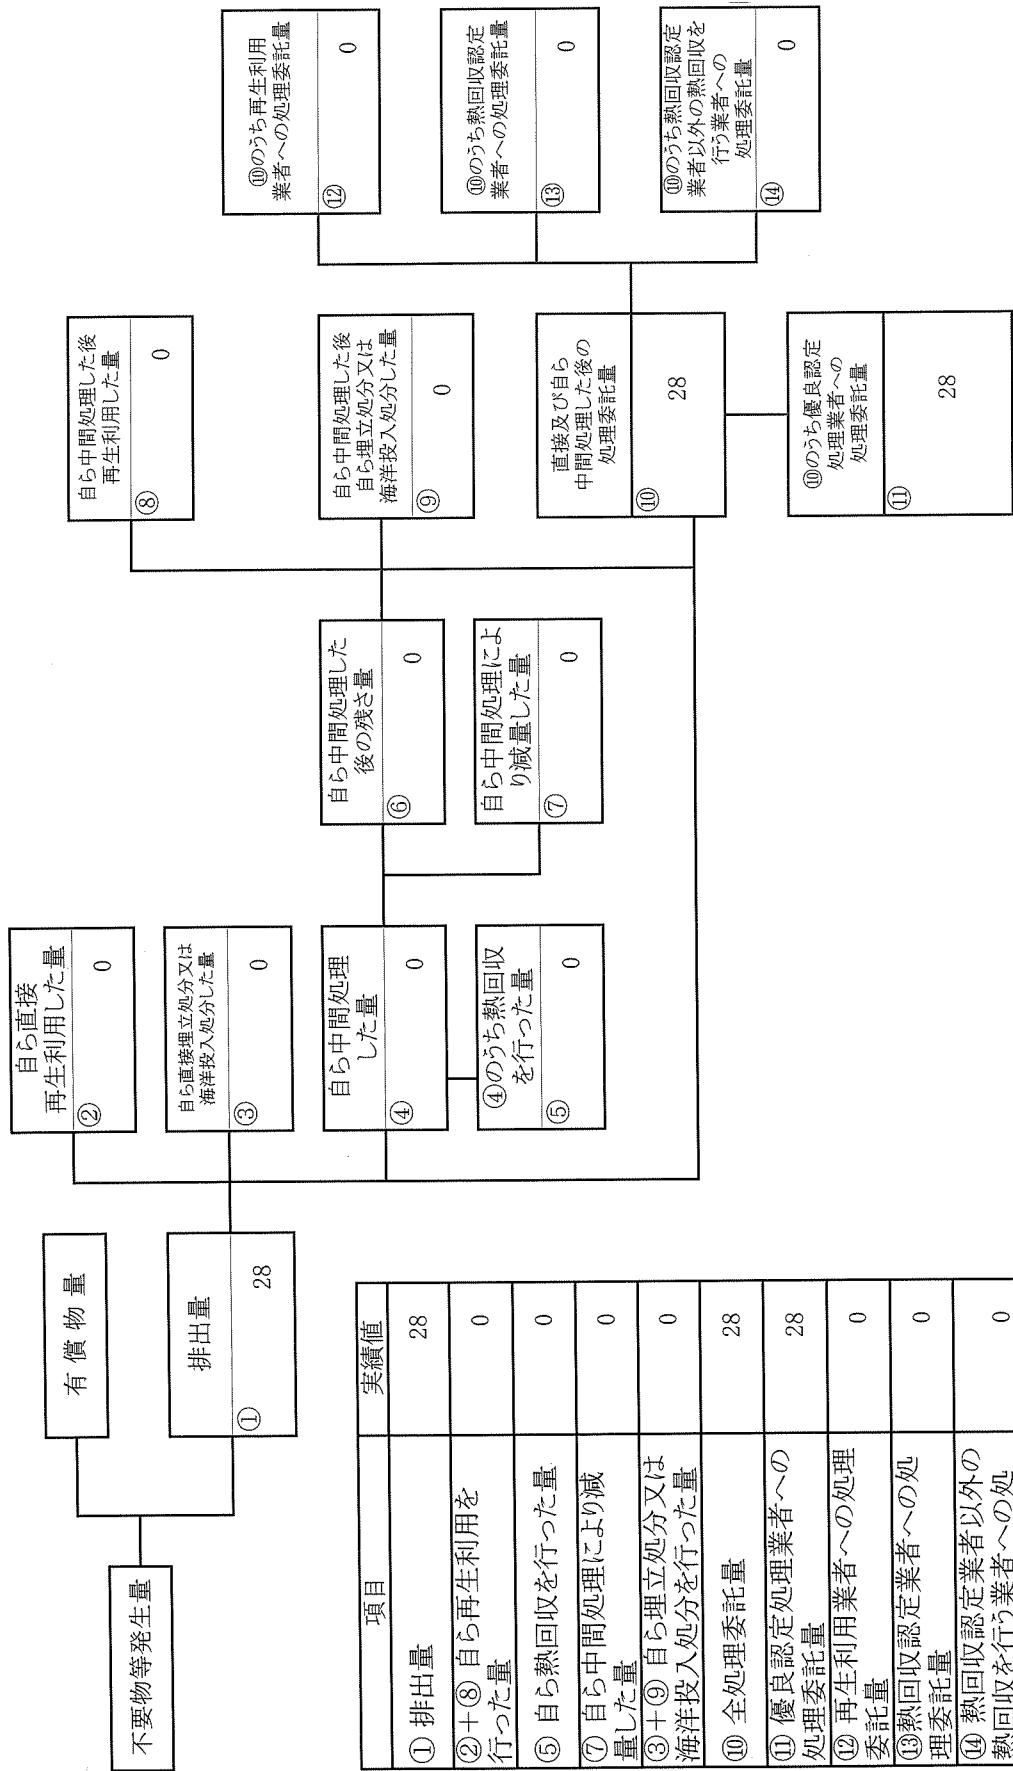 不要物等発生量
有償物量
排出量
①
28
自ら直接
再生利用した量
②
0
自ら直接埋立処分又は
海洋投入処分した量
③
0
自ら中間処理
した量
④
0
④のうち熱回収
を行った量
⑤
0
自ら中間処理した
後の残さ量
⑥
0
自ら中間処理によ
り減量した量
⑦
0
自ら中間処理した後
再生利用した量
⑧
0
自ら中間処理した後
自ら埋立処分又は
海洋投入処分した量
⑨
0
直接及び自ら
中間処理した後の
処理委託量
⑩
28
⑩のうち優良認定
処理業者への
処理委託量
⑪
28
⑩のうち再生利用
業者への処理委託量
⑫
0
⑩のうち熱回収認定
業者への処理委託量
⑬
0
⑩のうち熱回収認定
業者以外の熱回収を
行う業者への
処理委託量
⑭
0
項目 実績値
①排出量 28
②+⑧自ら再生利用を
行った量 0
⑤自ら熱回収を行った量 0
⑦自ら中間処理により減
量した量 0
③+⑨自ら埋立処分又は
海洋投入処分を行った量 0
⑩全処理委託量 28
⑪優良認定処理業者への
処理委託量 28
⑫再生利用業者への処理
委託量 0
⑬熱回収認定業者への処
理委託量 0
⑭熱回収認定業者以外の
熱回収を行う業者への処 0